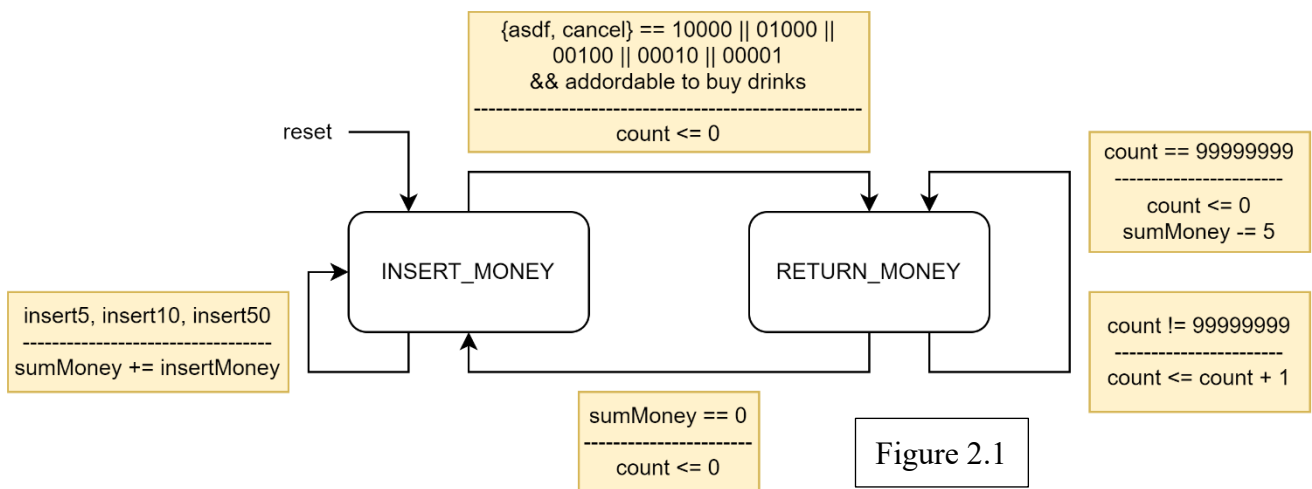 {asdf, cancel} == 10000 || 01000 ||
00100 || 00010 || 00001
&& addordable to buy drinks
-----------------------------------------------------
count <= 0
reset
count == 99999999
-----------------------
count <= 0
sumMoney -= 5
INSERT_MONEY
RETURN_MONEY
insert5, insert10, insert50
----------------------------------
sumMoney += insertMoney
count != 99999999
-----------------------
count <= count + 1
sumMoney == 0
-----------------------
count <= 0
Figure 2.1